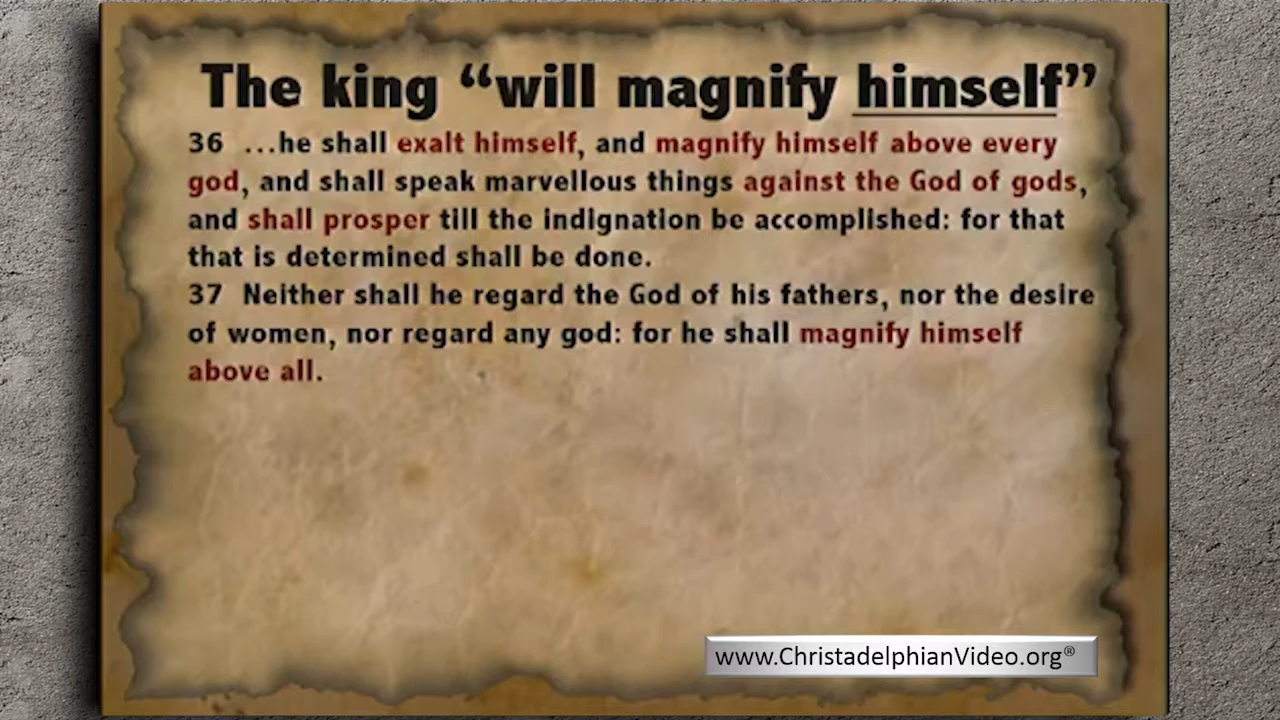 The king “will magnify himself”
36 ...he shall exalt himself, and magnify himself above every
god, and shall speak marvellous things against the God of gods,
and shall prosper till the indignation be accomplished: for that
that is determined shall be done.
37 Neither shall he regard the God of his fathers, nor the desire
of women, nor regard any god: for he shall magnify himself
above all.
www.ChristadelphianVideo.org®